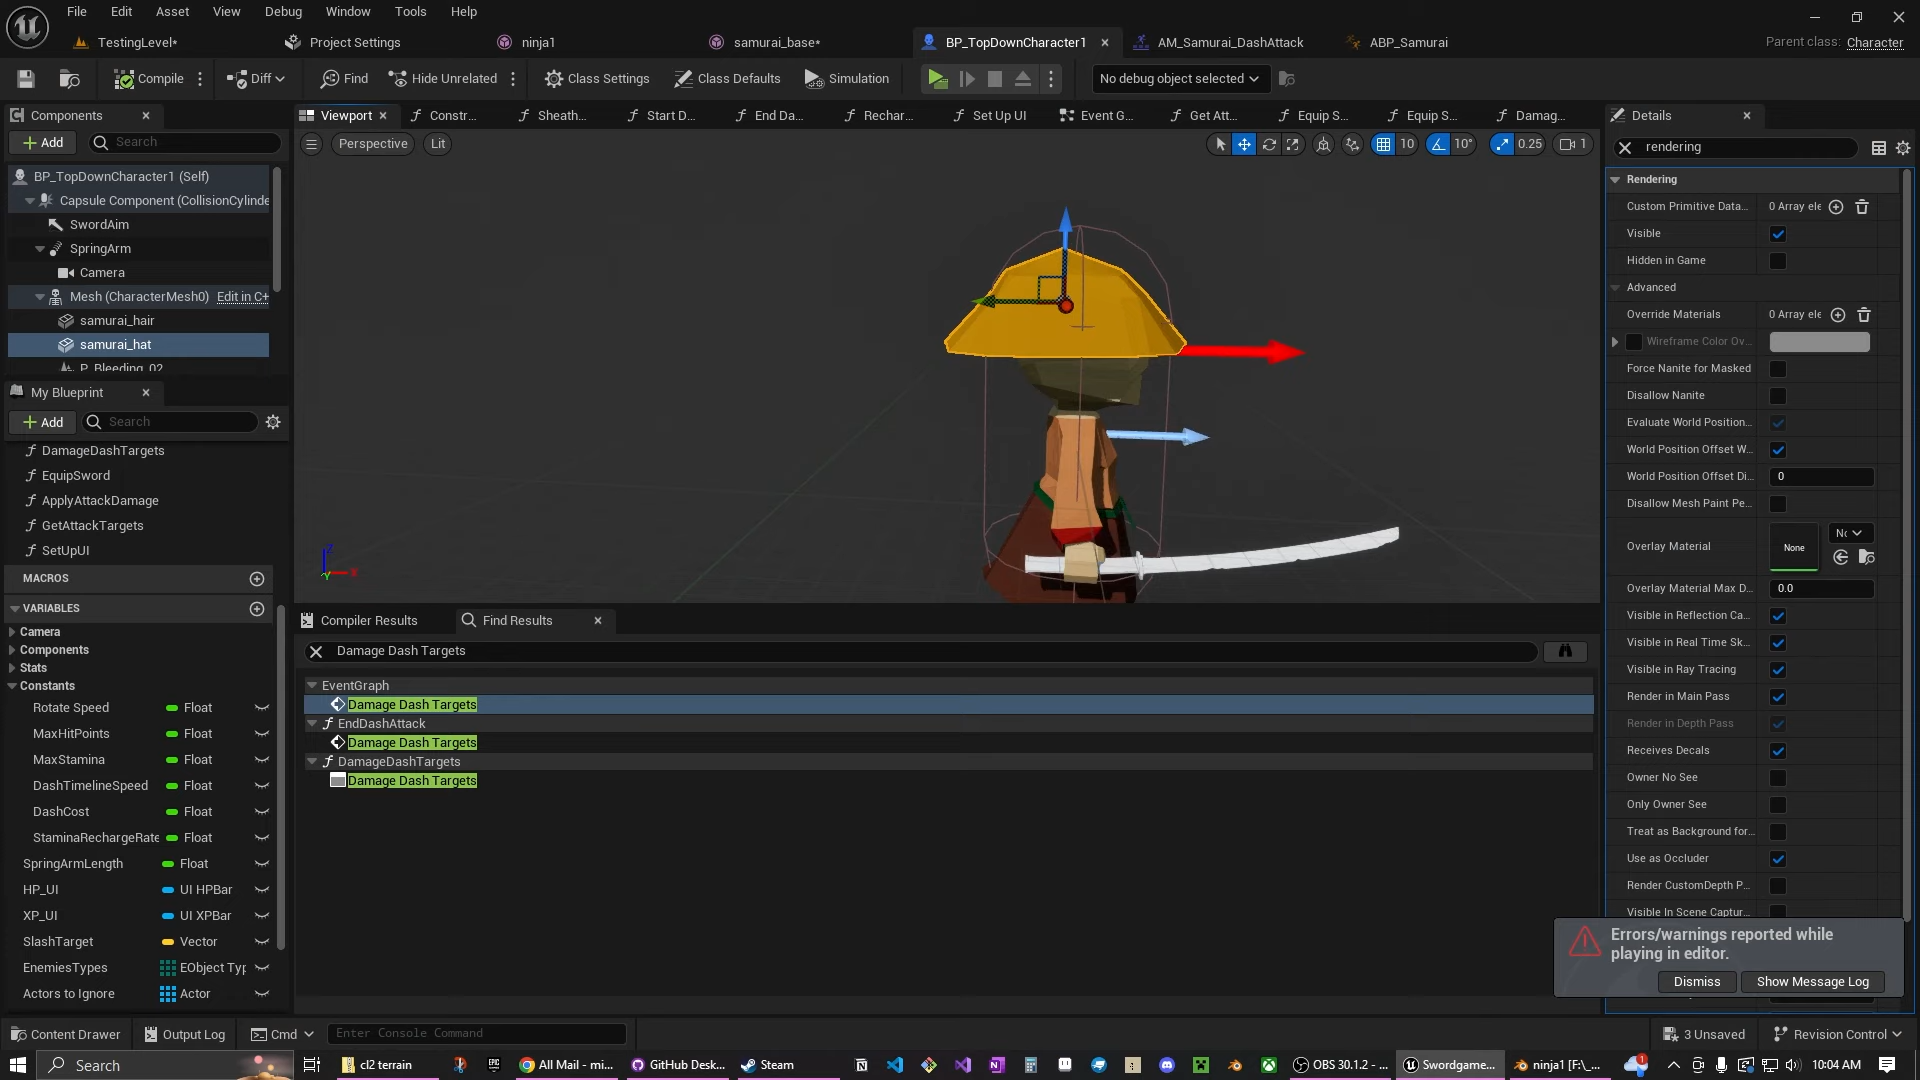 File Edit Asset View Debug Window Tools Help
TestingLevel* Project Settings ninja1 samurai_base* BP_TopDownCharacter1 AM_Samurai_DashAttack ABP_Samurai Parent class: Character
Compile Diff Find Hide Unrelated Class Settings Class Defaults Simulation No debug object selected
Components
Add Search
BP_TopDownCharacter1 (Self)
Capsule Component (CollisionCylinde
SwordAim
SpringArm
Camera
Mesh (CharacterMesh0) Edit in C+
samurai_hair
samurai_hat
P_Bleeding_02
My Blueprint
Add Search
DamageDashTargets
EquipSword
ApplyAttackDamage
GetAttackTargets
SetUpUI
MACROS
VARIABLES
Camera
Components
Stats
Constants
Rotate Speed Float
MaxHitPoints Float
MaxStamina Float
DashTimelineSpeed Float
DashCost Float
StaminaRechargeRate Float
SpringArmLength Float
HP_UI UI HPBar
XP_UI UI XPBar
SlashTarget Vector
EnemiesTypes EObject Typ
Actors to Ignore Actor
Viewport Constr... Sheath... Start D... End Da... Rechar... Set Up UI Event G... Get Att... Equip S... Equip S... Damag...
Perspective Lit 10 10° 0.25 1
Z
X
Y
Compiler Results Find Results
Damage Dash Targets
EventGraph
Damage Dash Targets
EndDashAttack
Damage Dash Targets
DamageDashTargets
Damage Dash Targets
Details
rendering
Rendering
Custom Primitive Data... 0 Array ele
Visible
Hidden in Game
Advanced
Override Materials 0 Array ele
Wireframe Color Ov...
Force Nanite for Masked
Disallow Nanite
Evaluate World Position...
World Position Offset W...
World Position Offset Di... 0
Disallow Mesh Paint Pe...
Overlay Material None Nc
Overlay Material Max D... 0.0
Visible in Reflection Ca...
Visible in Real Time Sk...
Visible in Ray Tracing
Render in Main Pass
Render in Depth Pass
Receives Decals
Owner No See
Only Owner See
Treat as Background for...
Use as Occluder
Render CustomDepth P...
Visible In Scene Captur...
Errors/warnings reported while
playing in editor.
Dismiss Show Message Log
Content Drawer Output Log Cmd Enter Console Command 3 Unsaved Revision Control
Search cl2 terrain EPIC All Mail - mi... GitHub Desk... Steam OBS 30.1.2 - ... Swordgame... ninja1 [F:\_... 1 10:04 AM